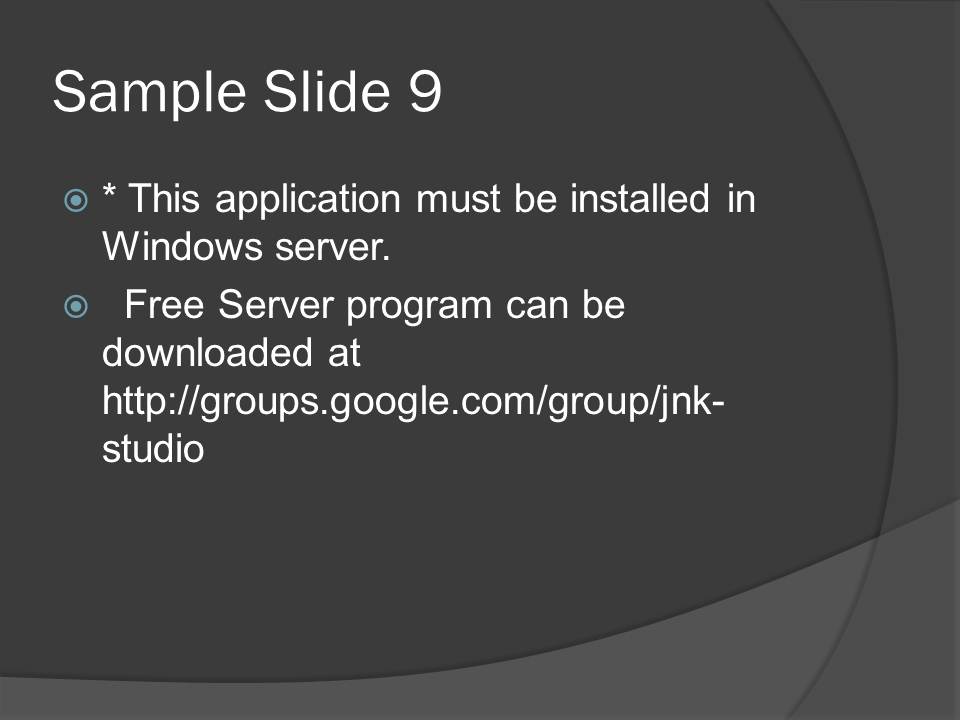 Sample Slide 9
* This application must be installed in
Windows server.
Free Server program can be
downloaded at
http://groups.google.com/group/jnk-
studio